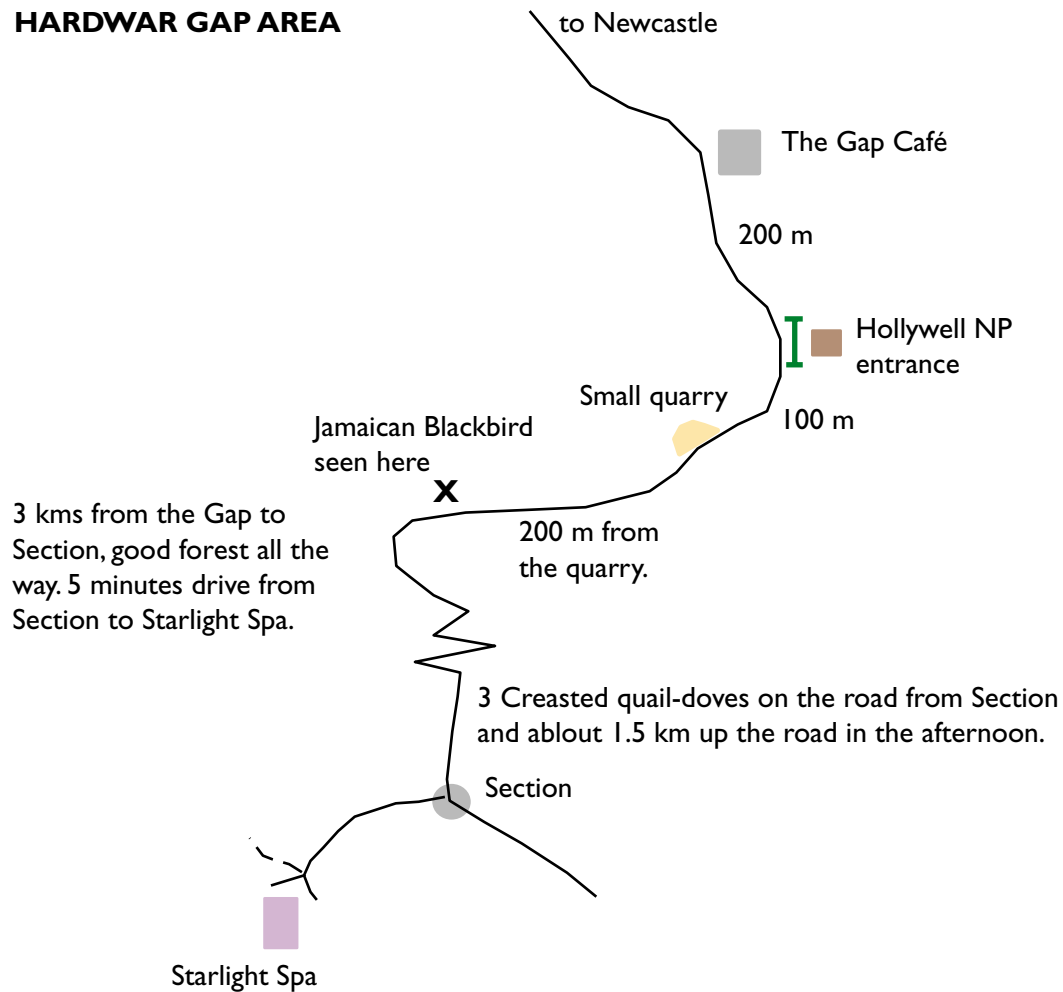 HARDWAR GAP AREA
to Newcastle
The Gap Café
200 m
Hollywell NP
entrance
Small quarry
100 m
Jamaican Blackbird
seen here
X
3 kms from the Gap to
Section, good forest all the
way. 5 minutes drive from
Section to Starlight Spa.
200 m from
the quarry.
3 Creasted quail-doves on the road from Section
and ablout 1.5 km up the road in the afternoon.
Section
Starlight Spa